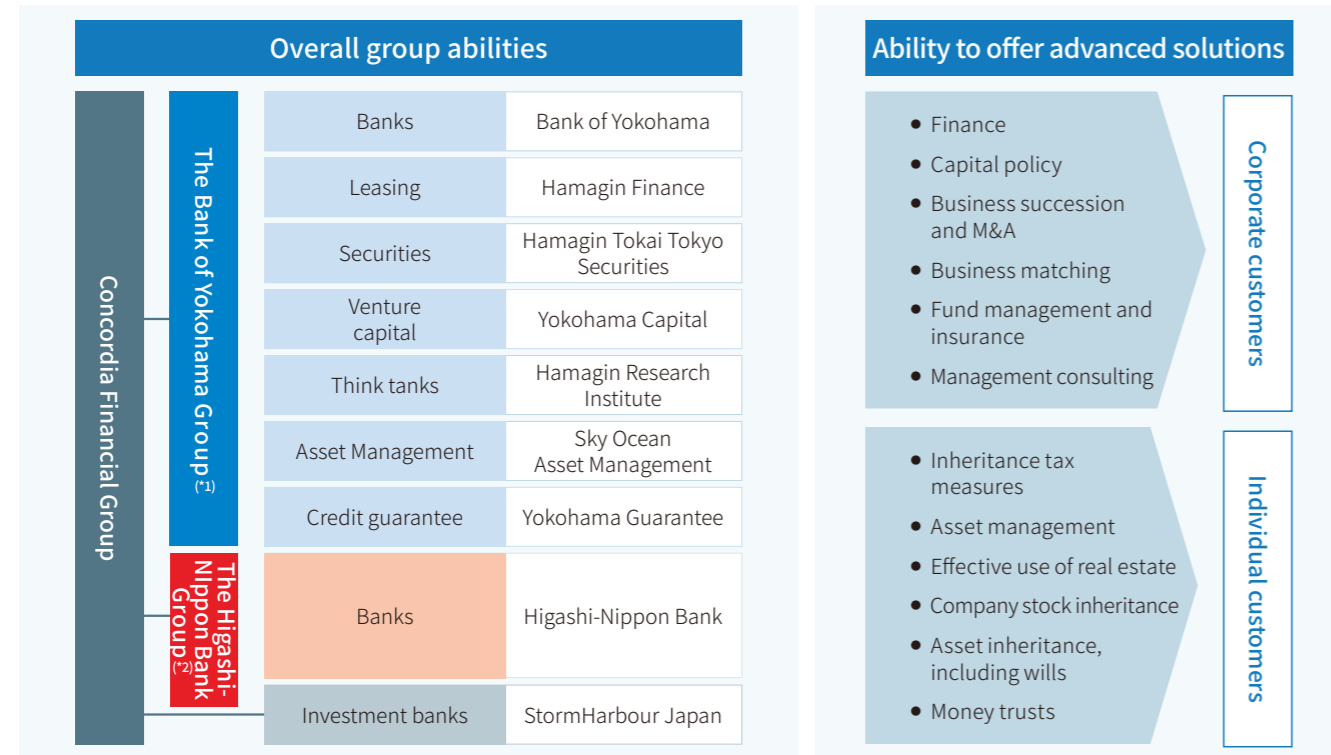 Overall group abilities
Concordia Financial Group
The Bank of Yokohama Group(*1)
Banks
Bank of Yokohama
Leasing
Hamagin Finance
Securities
Hamagin Tokai Tokyo
Securities
Venture
capital
Yokohama Capital
Think tanks
Hamagin Research
Institute
Asset Management
Sky Ocean
Asset Management
Credit guarantee
Yokohama Guarantee
The Higashi-
NIppon Bank
Group(*2)
Banks
Higashi-Nippon Bank
Investment banks
StormHarbour Japan
Ability to offer advanced solutions
• Finance
• Capital policy
• Business succession
and M&A
• Business matching
• Fund management and
insurance
• Management consulting
Corporate customers
• Inheritance tax
measures
• Asset management
• Effective use of real estate
• Company stock inheritance
• Asset inheritance,
including wills
• Money trusts
Individual customers